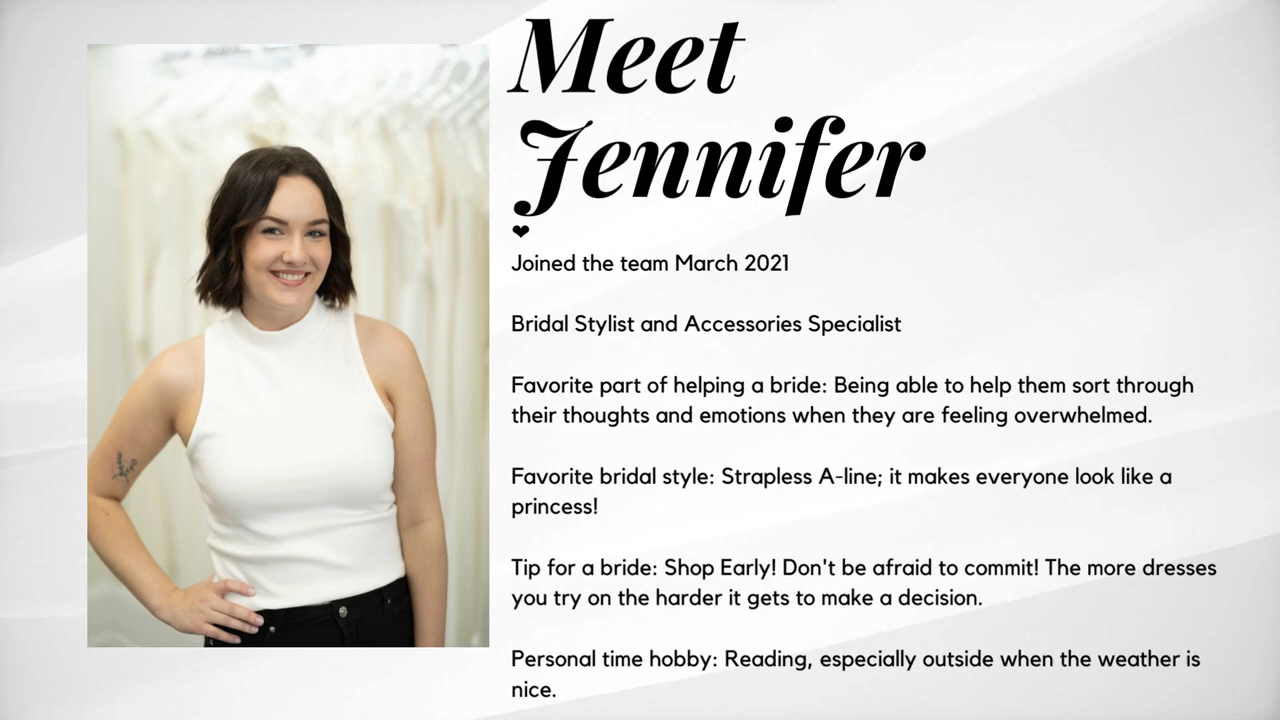 Meet
Jennifer
❤
Joined the team March 2021
Bridal Stylist and Accessories Specialist
Favorite part of helping a bride: Being able to help them sort through
their thoughts and emotions when they are feeling overwhelmed.
Favorite bridal style: Strapless A-line; it makes everyone look like a
princess!
Tip for a bride: Shop Early! Don't be afraid to commit! The more dresses
you try on the harder it gets to make a decision.
Personal time hobby: Reading, especially outside when the weather is
nice.